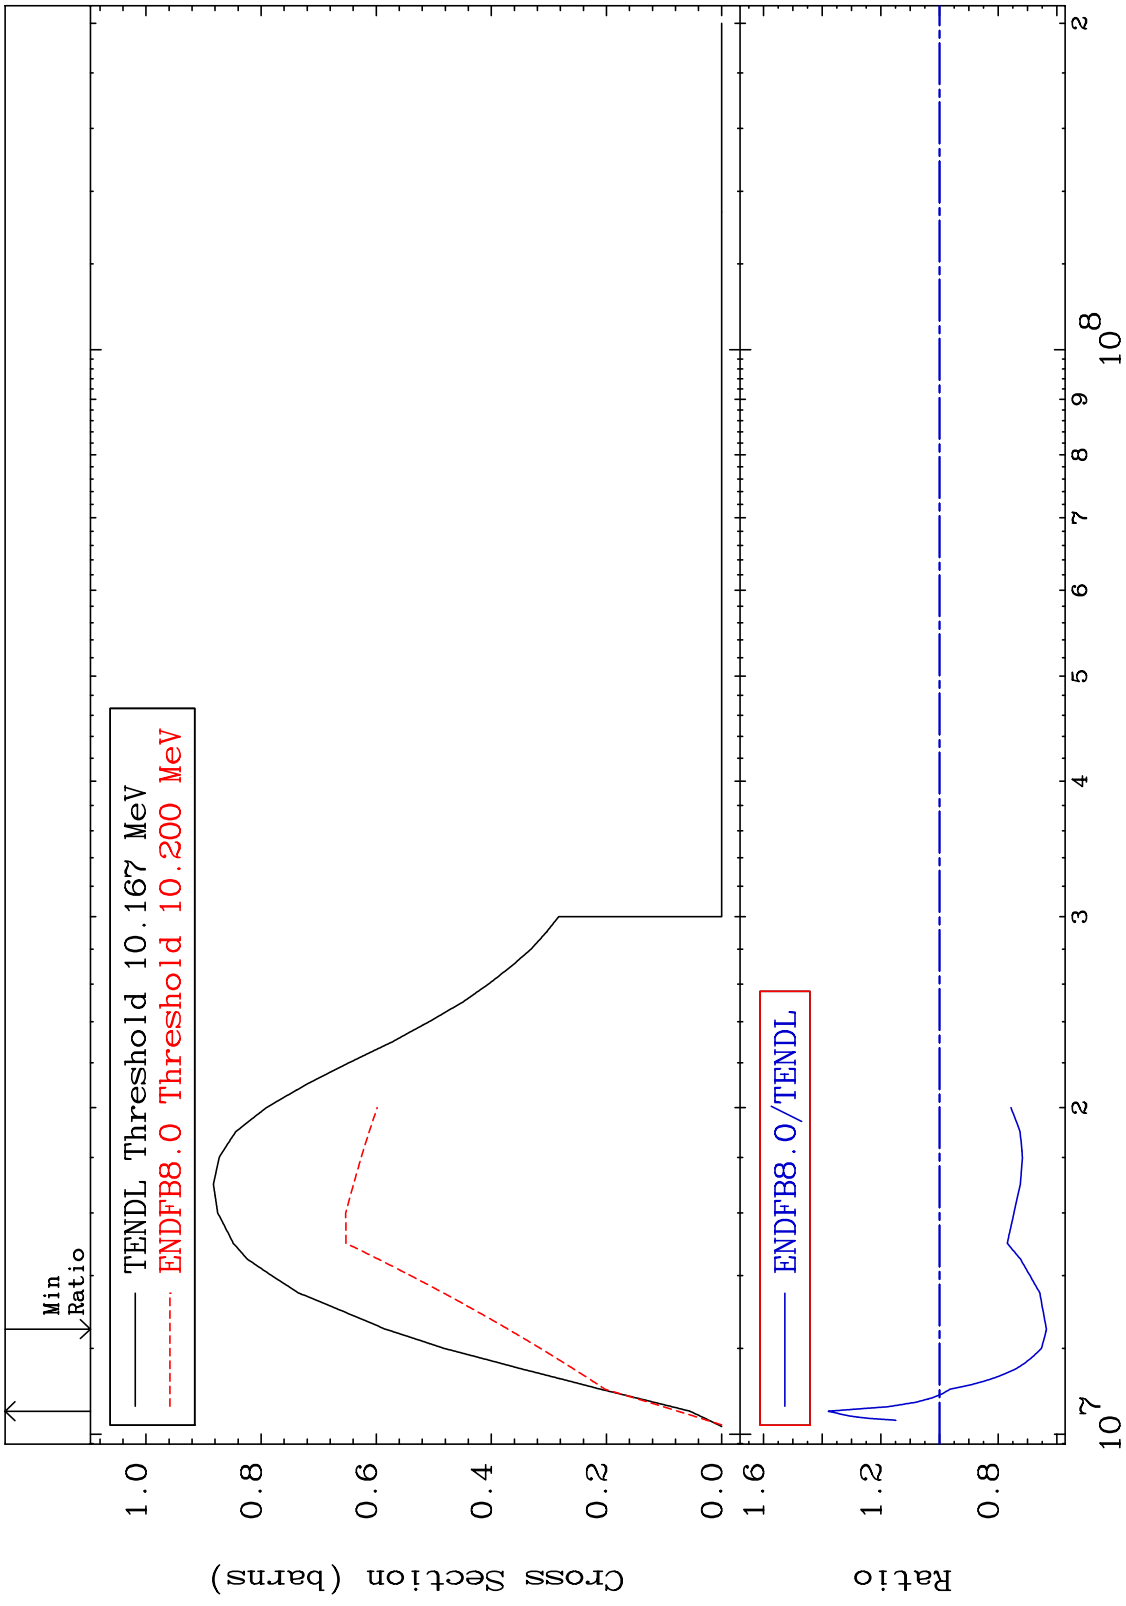 Min
Ratio
TENDL Threshold 10.167 MeV
ENDFB8.0 Threshold 10.200 MeV
Cross Section (barns)
1.0
0.8
0.6
0.4
0.2
0.0
ENDFB8.0/TENDL
Ratio
1.6
1.2
0.8
10^7
2
3
4
5
6
7
8
9
10^8
2